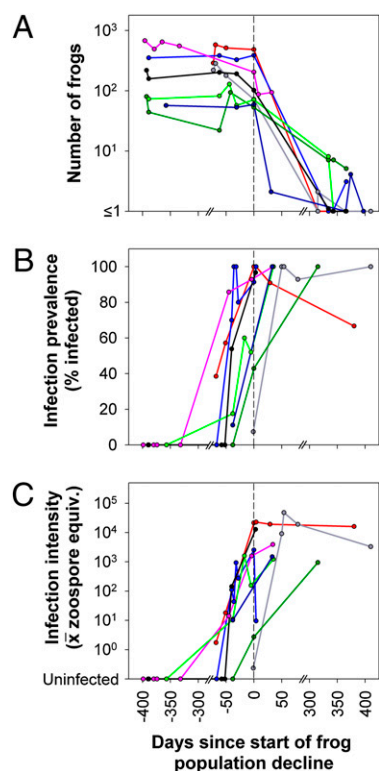 A
Number of frogs
10³
10²
10¹
≤1
B
Infection prevalence
(% infected)
100
80
60
40
20
0
C
Infection intensity
(x̄ zoospore equiv.)
10⁵
10⁴
10³
10²
10¹
10⁰
Uninfected
-400 -350 -300 -50 0 50 300 350 400
Days since start of frog
population decline